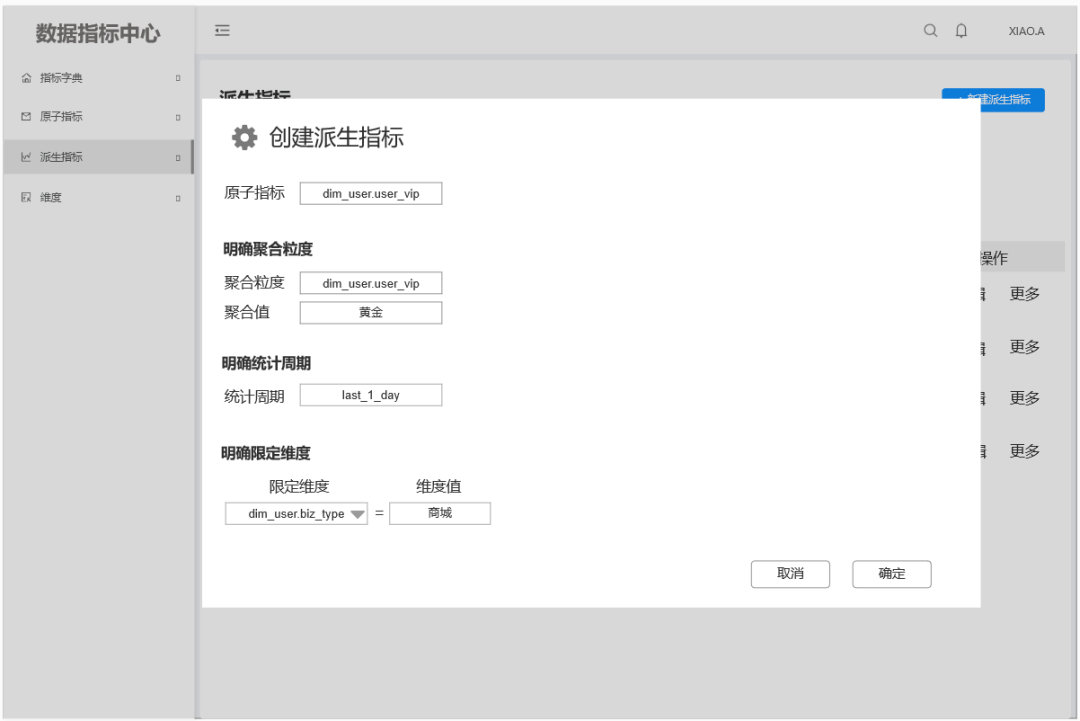 数据指标中心
XIAO.A
指标字典
原子指标
派生指标
维度
派生指标
新建派生指标
创建派生指标
原子指标 dim_user.user_vip
明确聚合粒度
聚合粒度 dim_user.user_vip
聚合值 黄金
明确统计周期
统计周期 last_1_day
明确限定维度
限定维度 维度值
dim_user.biz_type = 商城
取消 确定
操作
更多
更多
更多
更多